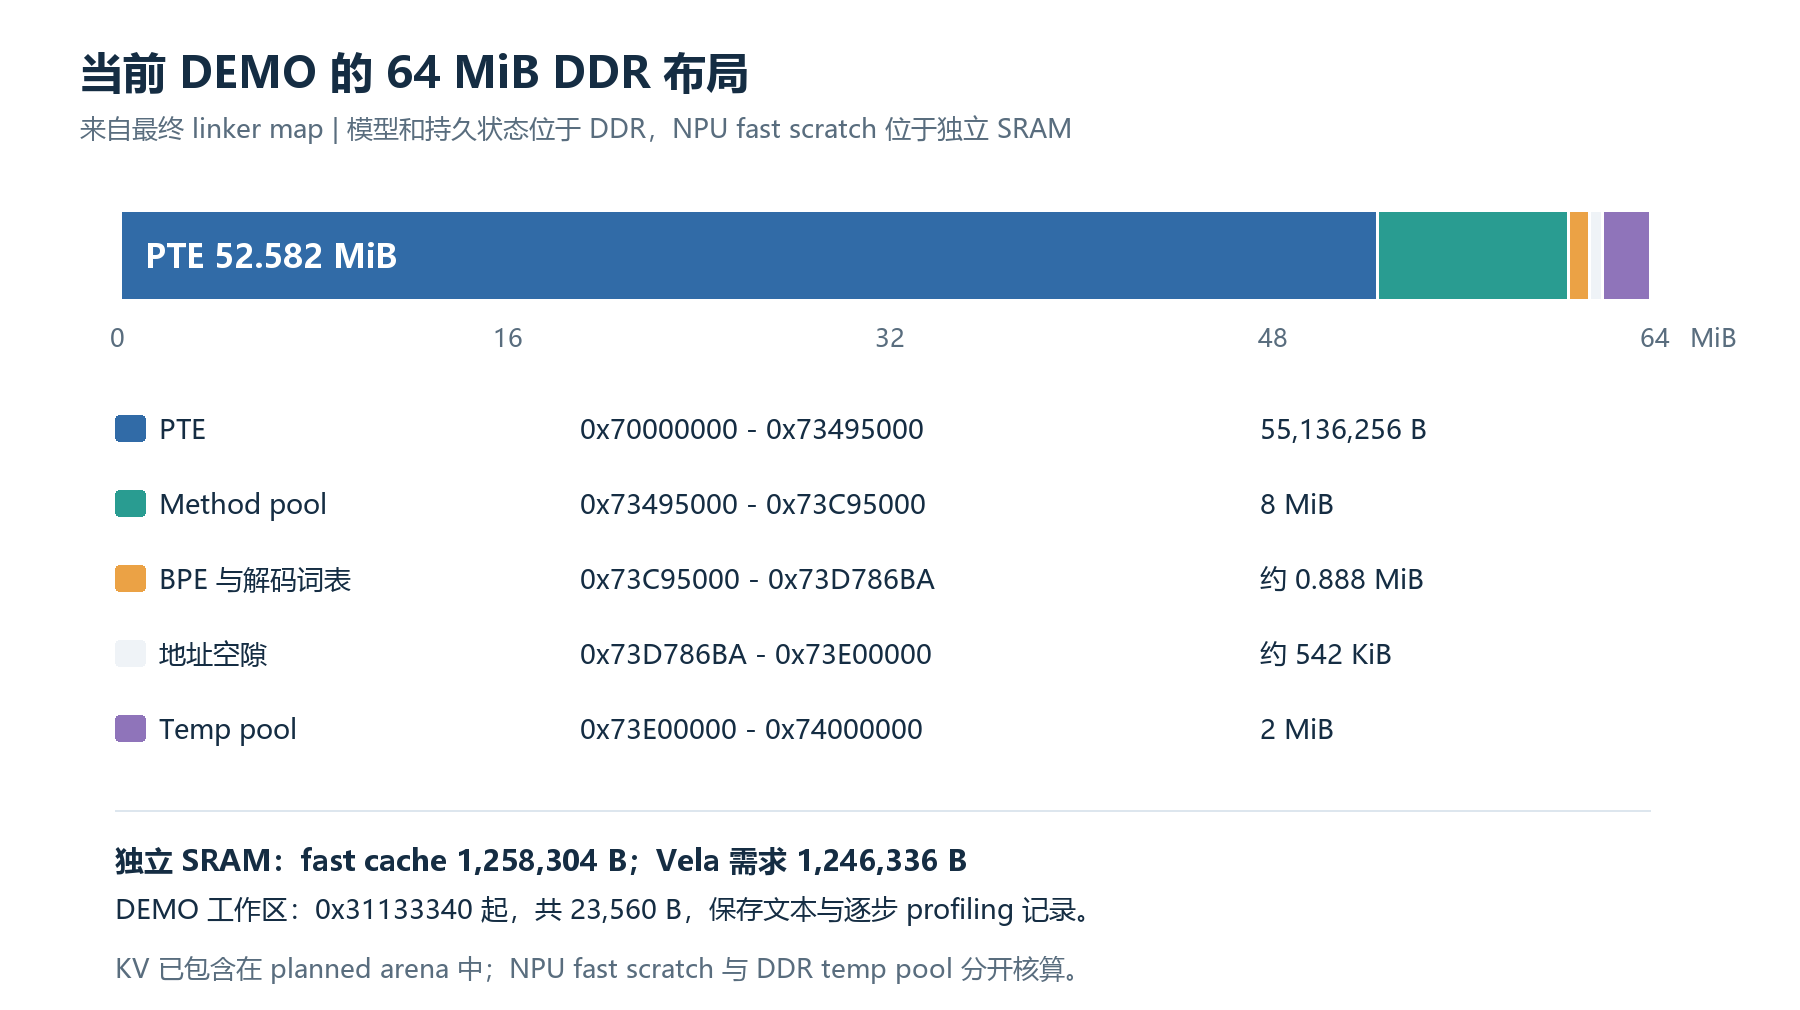 当前 DEMO 的 64 MiB DDR 布局
来自最终 linker map | 模型和持久状态位于 DDR，NPU fast scratch 位于独立 SRAM
PTE 52.582 MiB
0 16 32 48 64 MiB
PTE 0x70000000 - 0x73495000 55,136,256 B
Method pool 0x73495000 - 0x73C95000 8 MiB
BPE 与解码词表 0x73C95000 - 0x73D786BA 约 0.888 MiB
地址空隙 0x73D786BA - 0x73E00000 约 542 KiB
Temp pool 0x73E00000 - 0x74000000 2 MiB
独立 SRAM：fast cache 1,258,304 B；Vela 需求 1,246,336 B
DEMO 工作区：0x31133340 起，共 23,560 B，保存文本与逐步 profiling 记录。
KV 已包含在 planned arena 中；NPU fast scratch 与 DDR temp pool 分开核算。